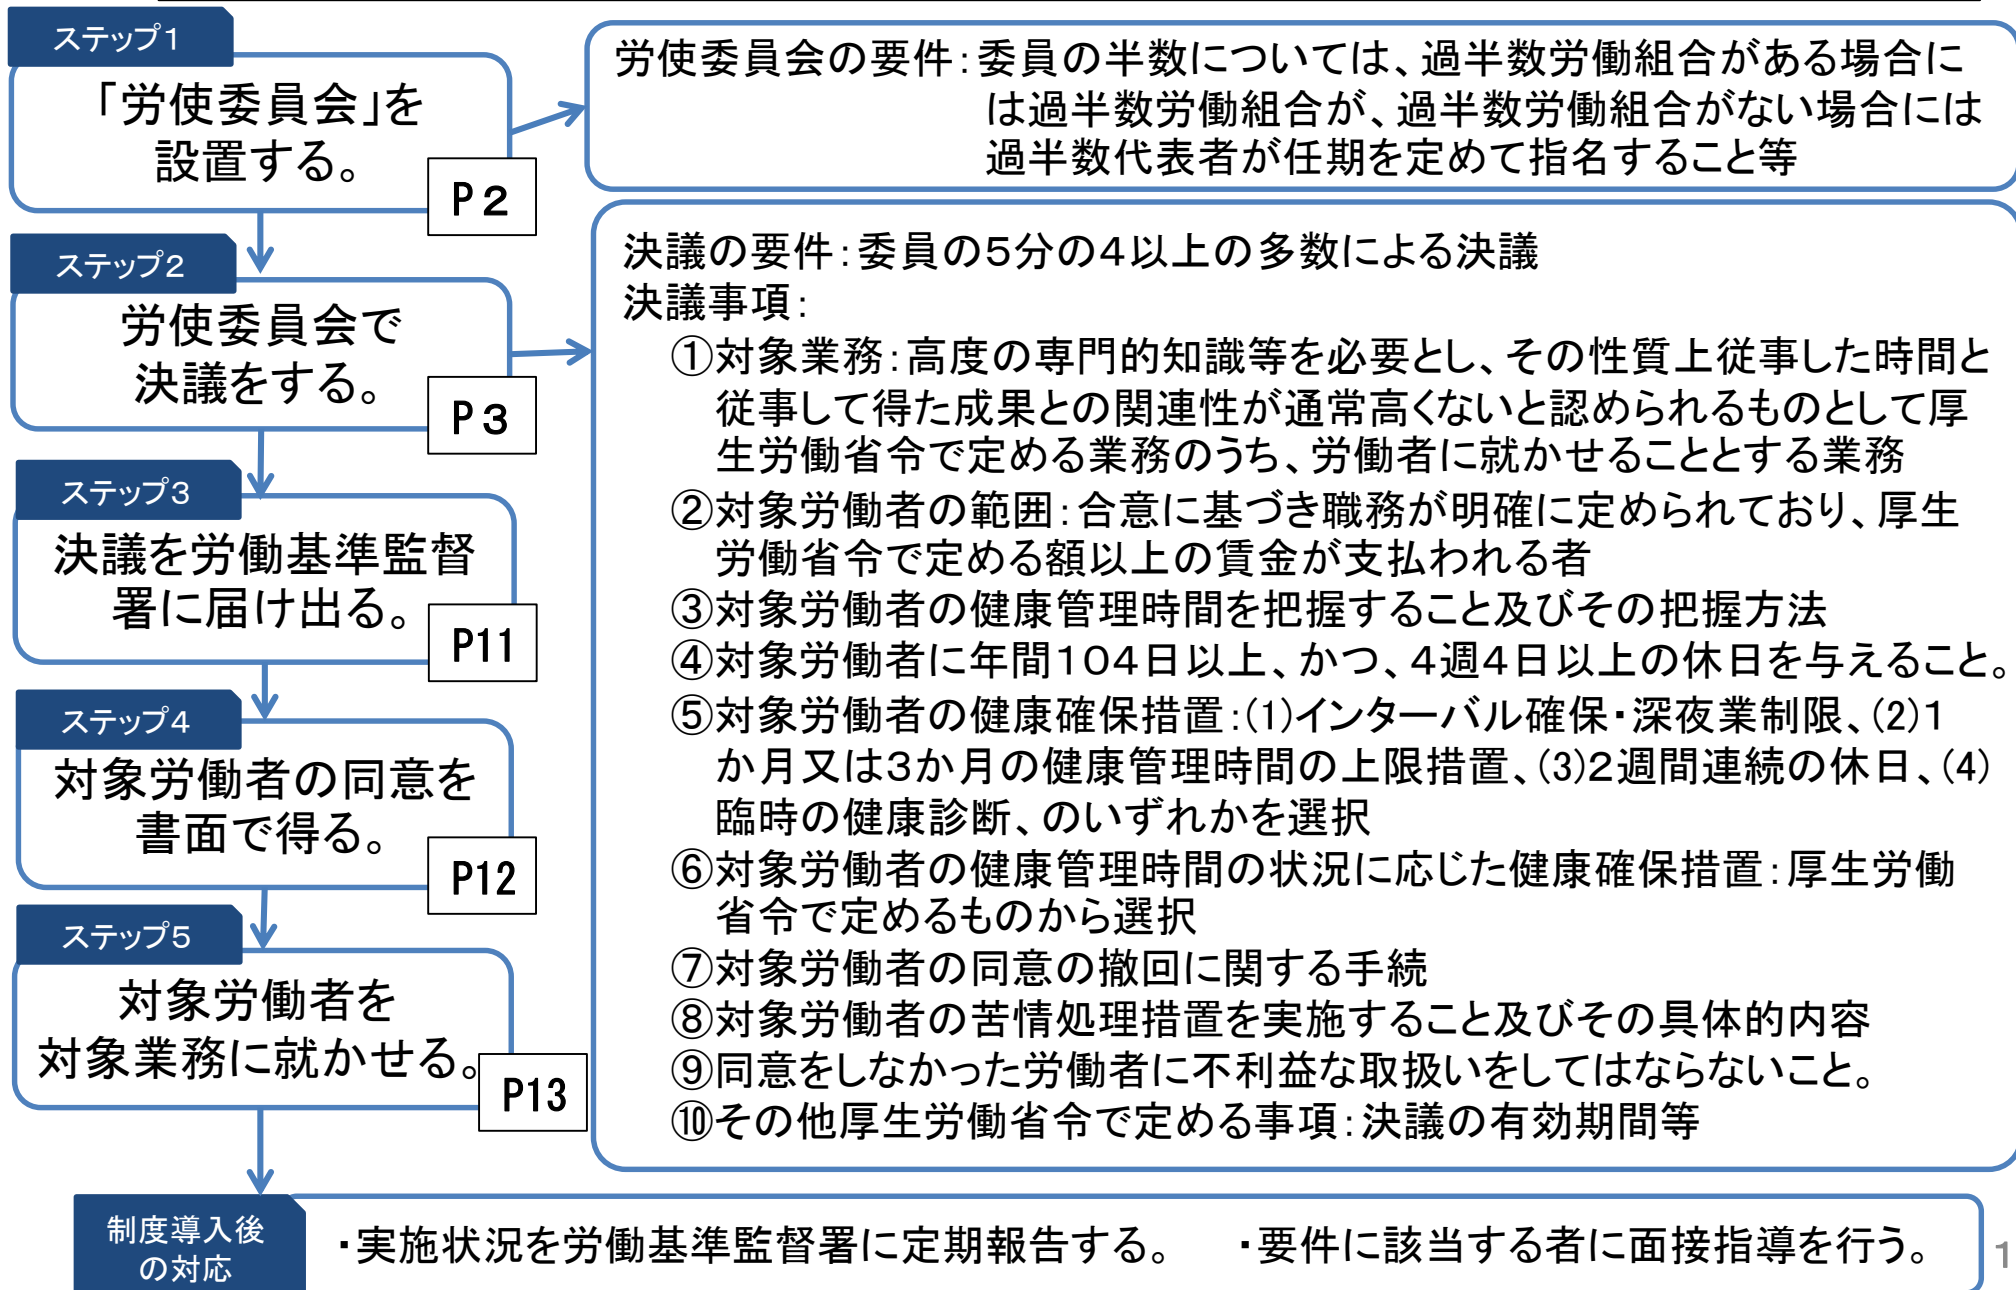 ステップ１
「労使委員会」を
設置する。
P２
労使委員会の要件：委員の半数については、過半数労働組合がある場合に
は過半数労働組合が、過半数労働組合がない場合には
過半数代表者が任期を定めて指名すること等
ステップ２
労使委員会で
決議をする。
P３
決議の要件：委員の５分の４以上の多数による決議
決議事項：
①対象業務：高度の専門的知識等を必要とし、その性質上従事した時間と
従事して得た成果との関連性が通常高くないと認められるものとして厚
生労働省令で定める業務のうち、労働者に就かせることとする業務
②対象労働者の範囲：合意に基づき職務が明確に定められており、厚生
労働省令で定める額以上の賃金が支払われる者
③対象労働者の健康管理時間を把握すること及びその把握方法
④対象労働者に年間１０４日以上、かつ、４週４日以上の休日を与えること。
⑤対象労働者の健康確保措置：(1)インターバル確保・深夜業制限、(2)１
か月又は３か月の健康管理時間の上限措置、(3)２週間連続の休日、(4)
臨時の健康診断、のいずれかを選択
⑥対象労働者の健康管理時間の状況に応じた健康確保措置：厚生労働
省令で定めるものから選択
⑦対象労働者の同意の撤回に関する手続
⑧対象労働者の苦情処理措置を実施すること及びその具体的内容
⑨同意をしなかった労働者に不利益な取扱いをしてはならないこと。
⑩その他厚生労働省令で定める事項：決議の有効期間等
ステップ３
決議を労働基準監督
署に届け出る。
P11
ステップ４
対象労働者の同意を
書面で得る。
P12
ステップ５
対象労働者を
対象業務に就かせる。
P13
制度導入後
の対応
・実施状況を労働基準監督署に定期報告する。　・要件に該当する者に面接指導を行う。
1